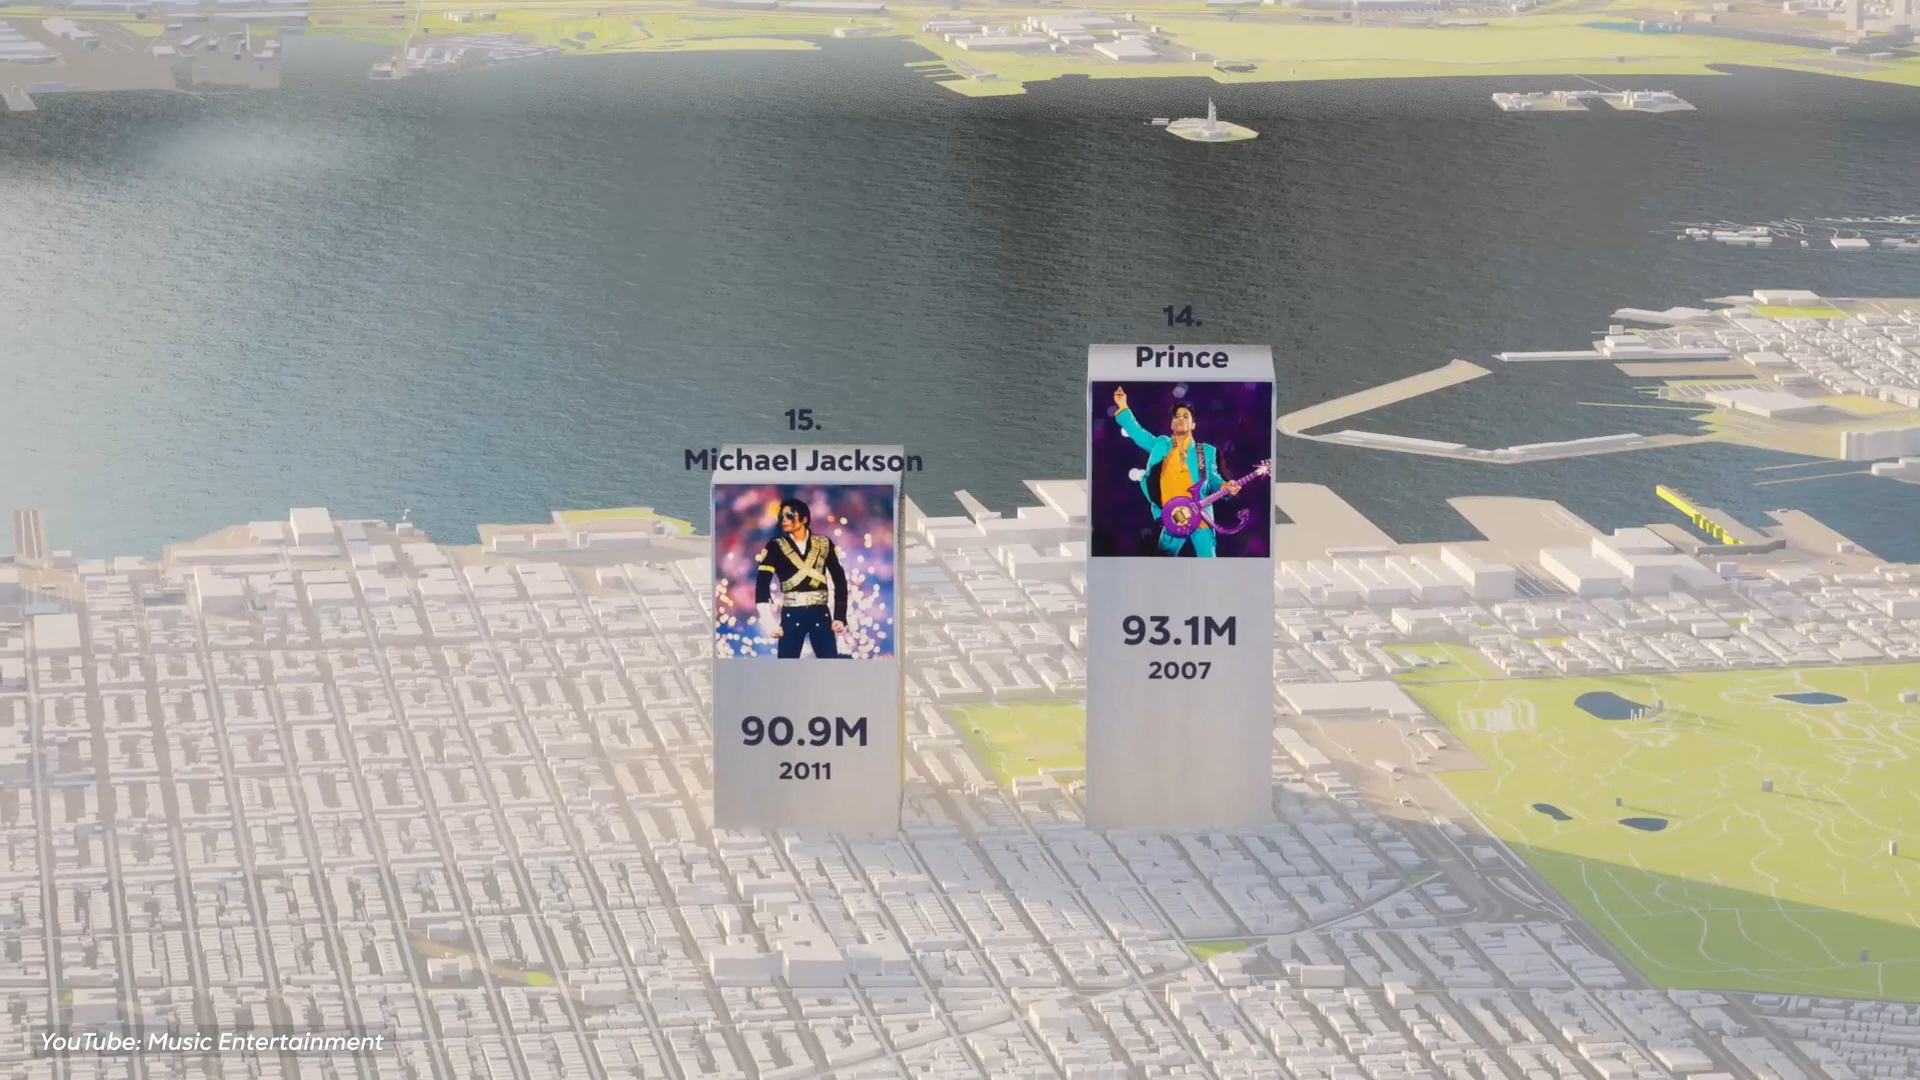 14.
Prince
15.
Michael Jackson
93.1M
2007
90.9M
2011
YouTube: Music Entertainment